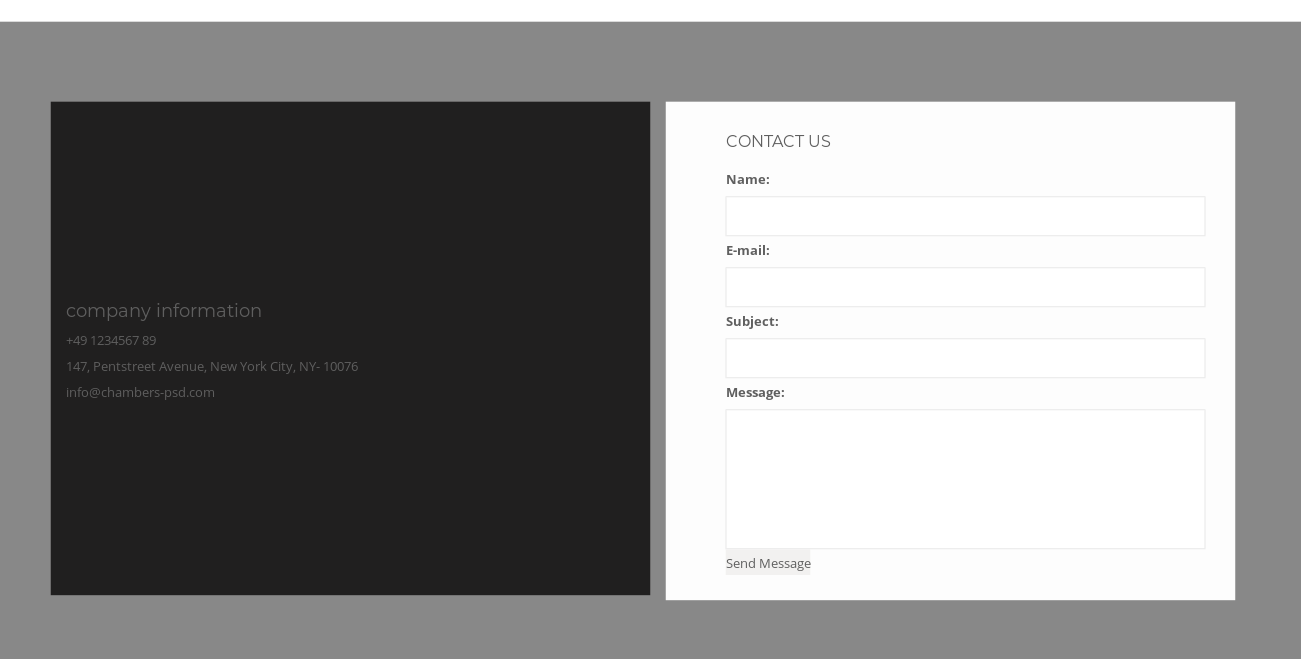 company information
+49 1234567 89
147, Pentstreet Avenue, New York City, NY- 10076
info@chambers-psd.com
CONTACT US
Name:
E-mail:
Subject:
Message:
Send Message